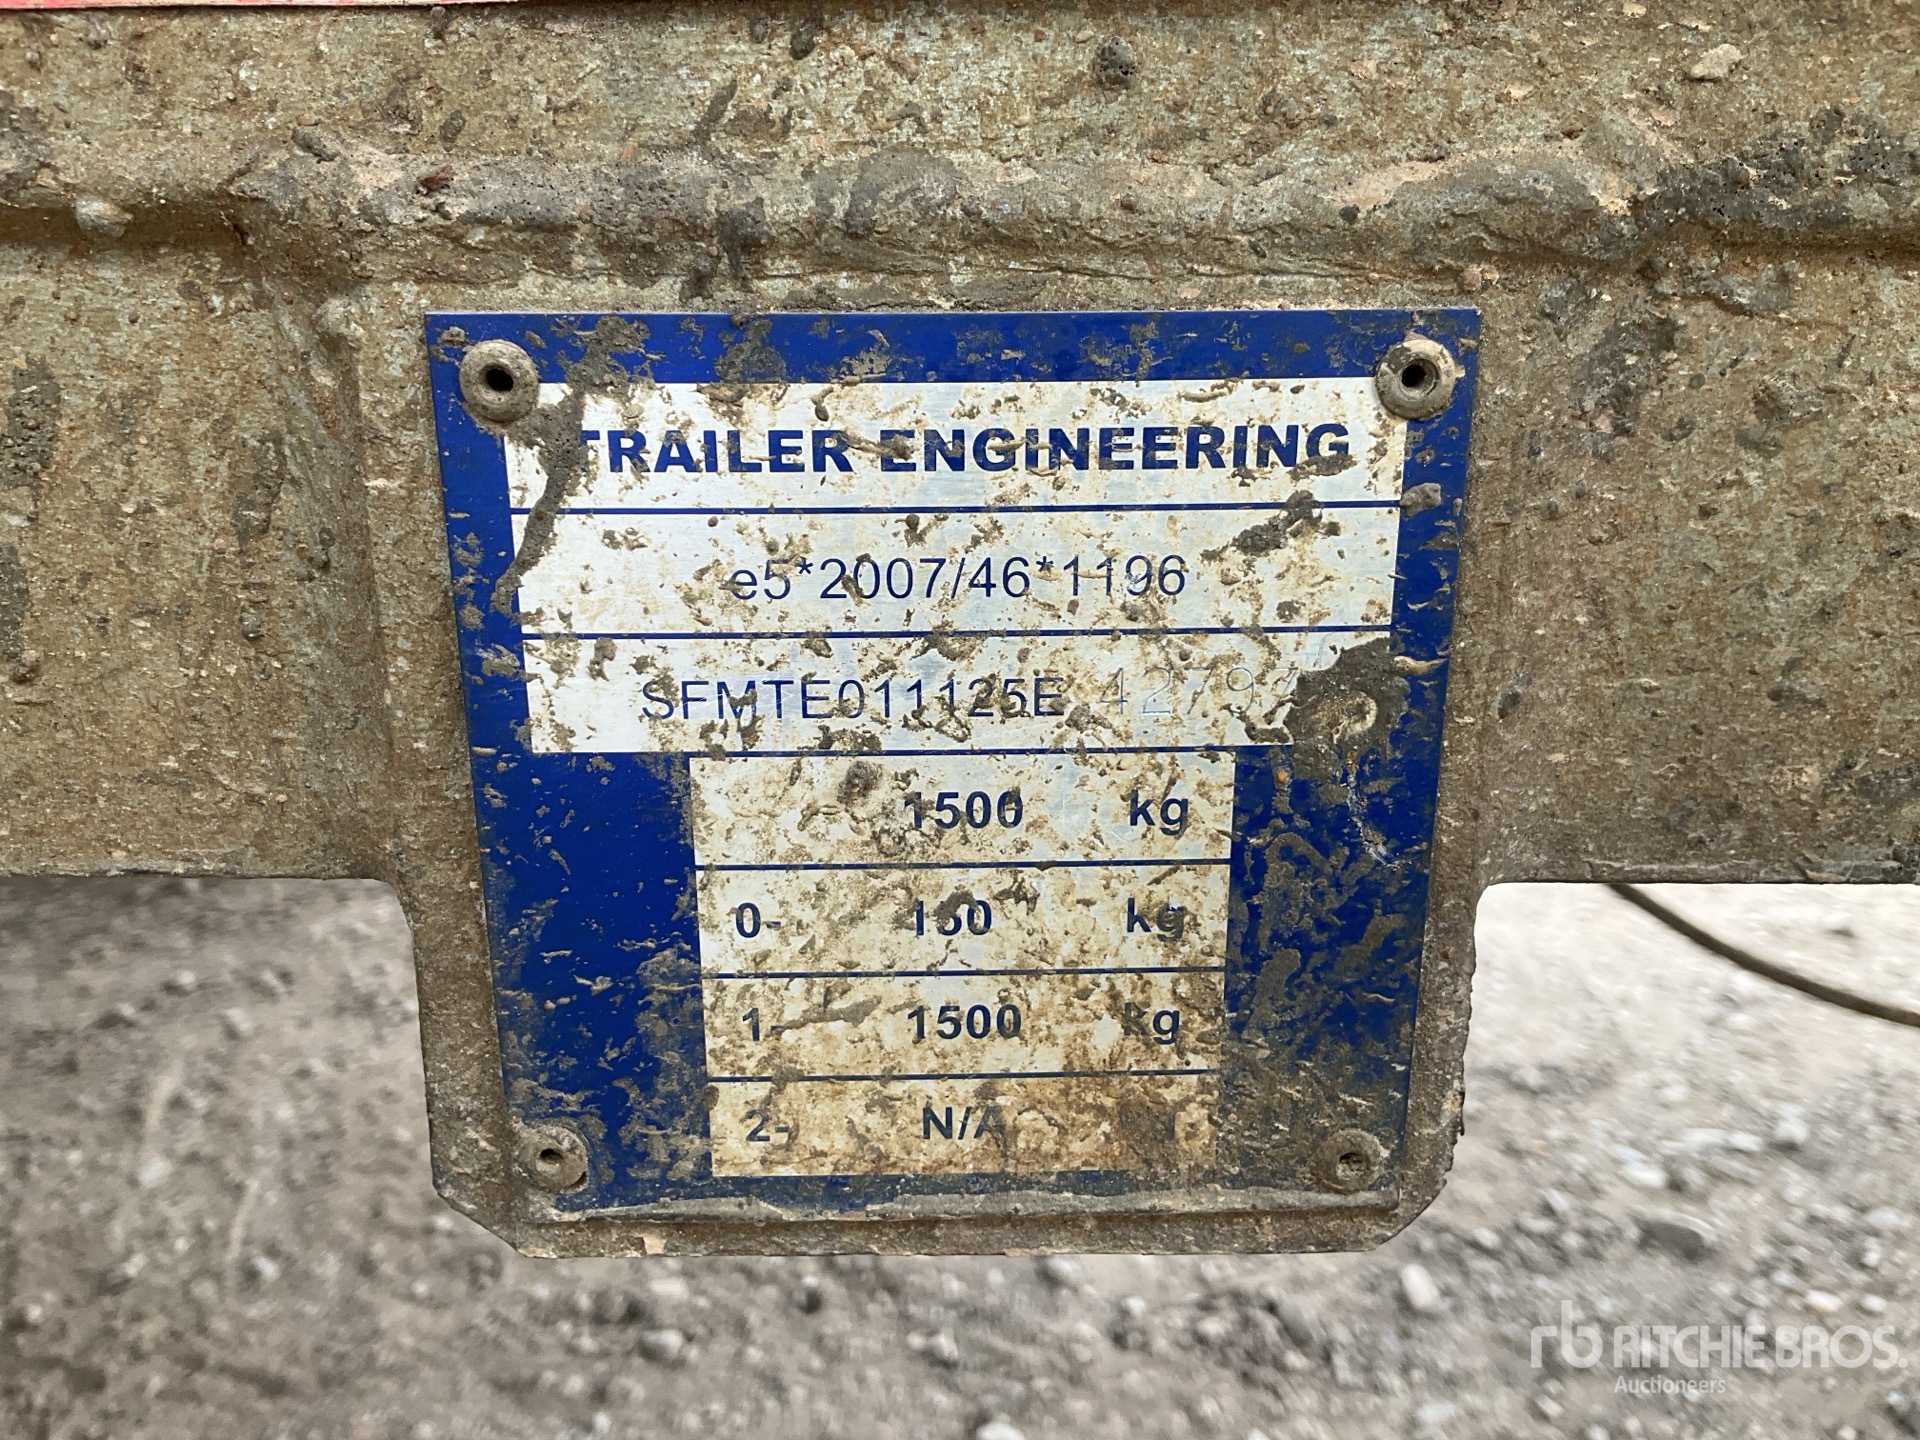 TRAILER ENGINEERING
e5*2007/46*1196
SFMTE011125E
1500 kg
0- kg
1- 1500 kg
2- N/A
rb RITCHIE BROS.
Auctioneers